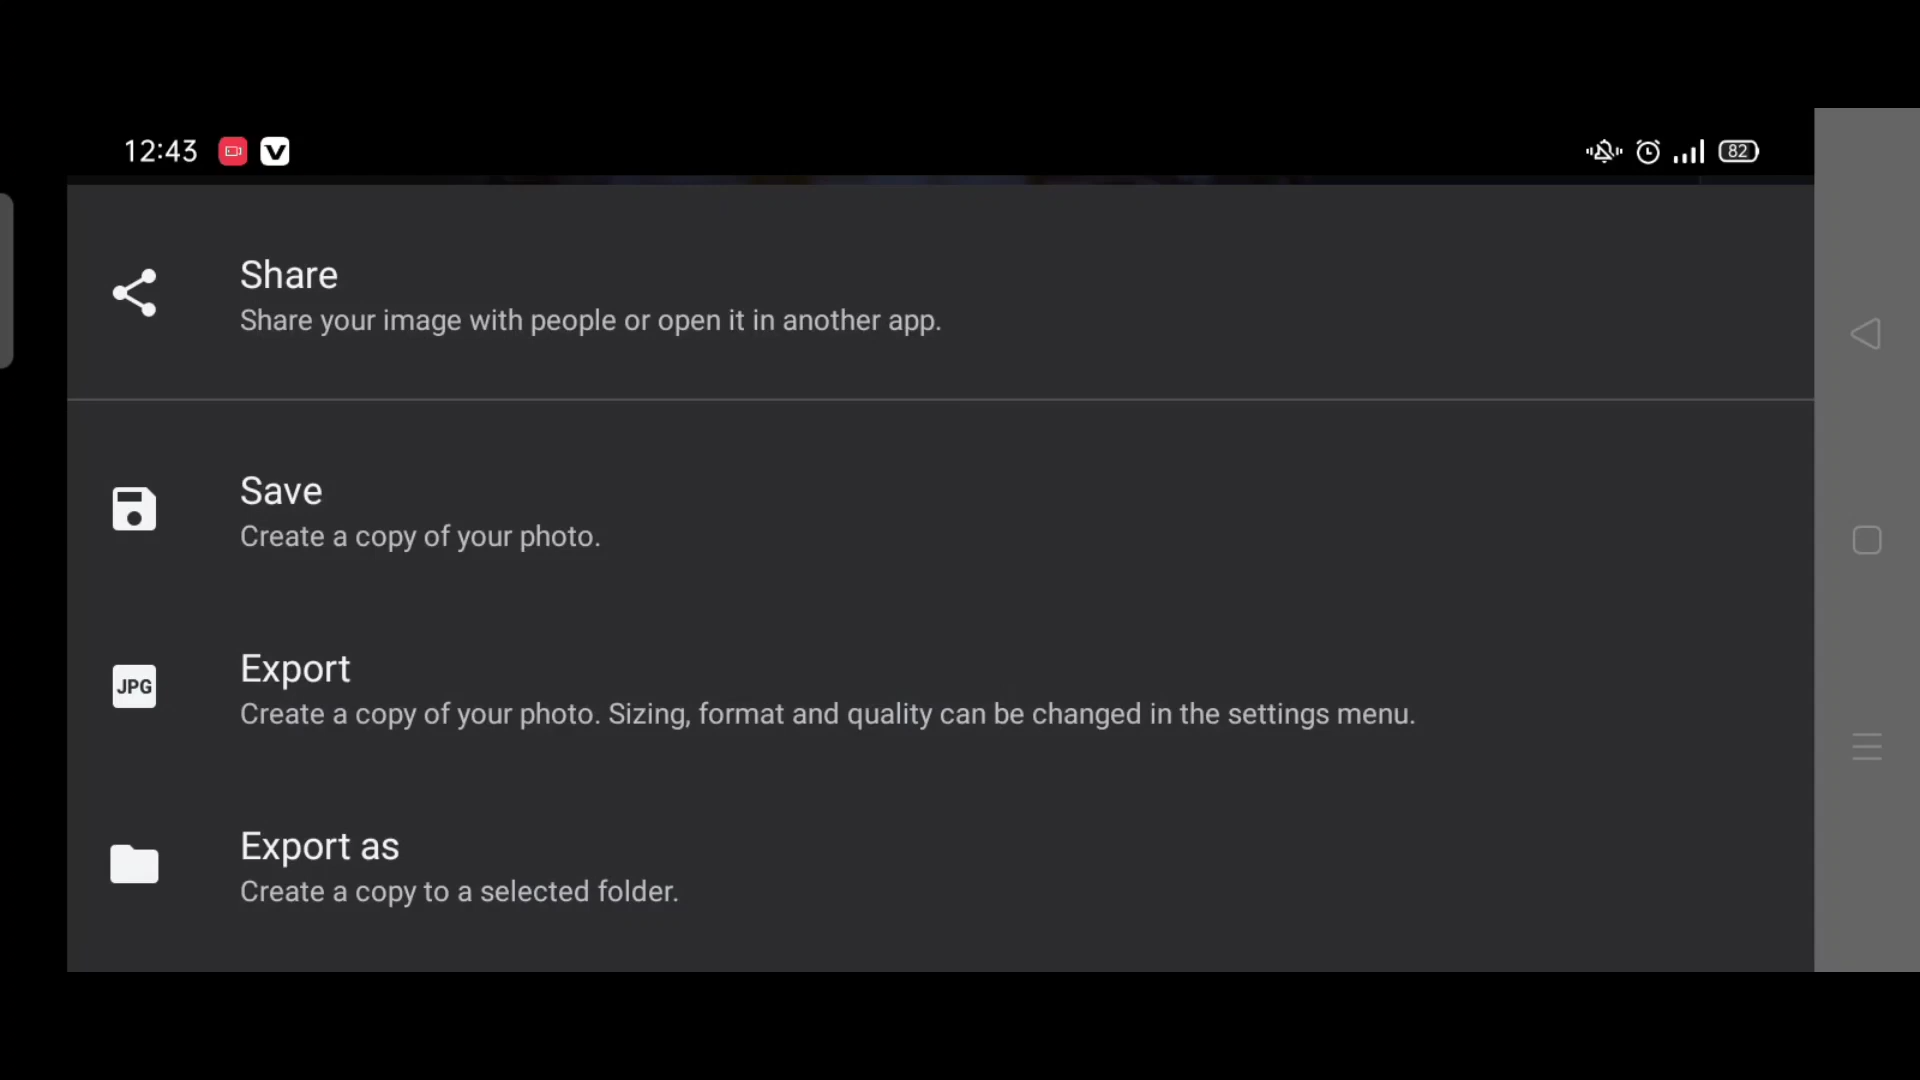 12:43
V
82
Share
Share your image with people or open it in another app.
Save
Create a copy of your photo.
JPG
Export
Create a copy of your photo. Sizing, format and quality can be changed in the settings menu.
Export as
Create a copy to a selected folder.